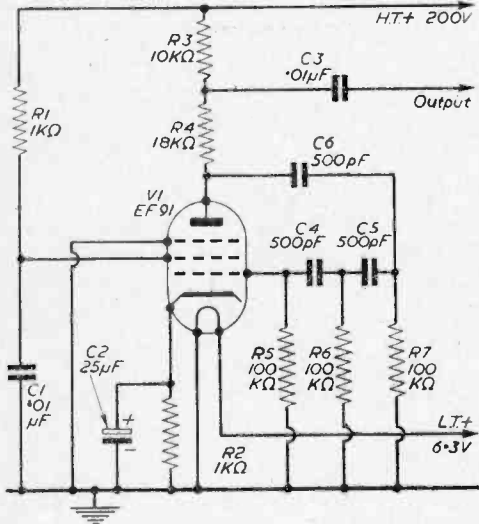 H.T.+ 200V
R3
10KΩ
C3
·01μF
Output
R1
1KΩ
R4
18KΩ
C6
500pF
V1
EF91
C4
500pF
C5
500pF
C2
25μF
+
-
R5
100
KΩ
R6
100
KΩ
R7
100
KΩ
C1
·01
μF
L.T.+
6·3V
R2
1KΩ